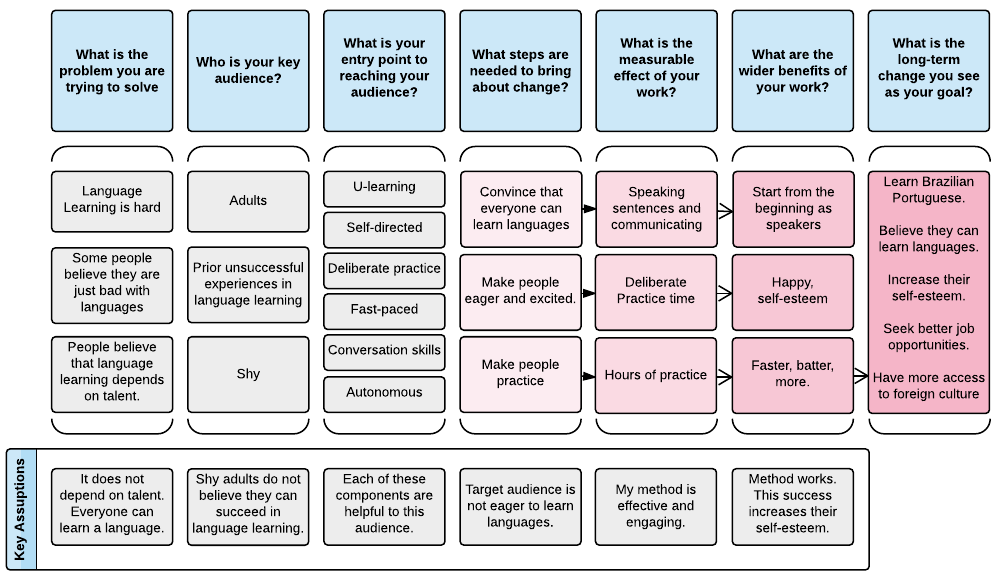 What is the
problem you are
trying to solve
Who is your key
audience?
What is your
entry point to
reaching your
audience?
What steps are
needed to bring
about change?
What is the
measurable
effect of your
work?
What are the
wider benefits of
your work?
What is the
long-term
change you see
as your goal?
Language
Learning is hard
Some people
believe they are
just bad with
languages
People believe
that language
learning depends
on talent.
Adults
Prior unsuccessful
experiences in
language learning
Shy
U-learning
Self-directed
Deliberate practice
Fast-paced
Conversation skills
Autonomous
Convince that
everyone can
learn languages
Make people
eager and excited.
Make people
practice
Speaking
sentences and
communicating
Deliberate
Practice time
Hours of practice
Start from the
beginning as
speakers
Happy,
self-esteem
Faster, batter,
more.
Learn Brazilian
Portuguese.
Believe they can
learn languages.
Increase their
self-esteem.
Seek better job
opportunities.
Have more access
to foreign culture
Key Assuptions
It does not
depend on talent.
Everyone can
learn a language.
Shy adults do not
believe they can
succeed in
language learning.
Each of these
components are
helpful to this
audience.
Target audience is
not eager to learn
languages.
My method is
effective and
engaging.
Method works.
This success
increases their
self-esteem.